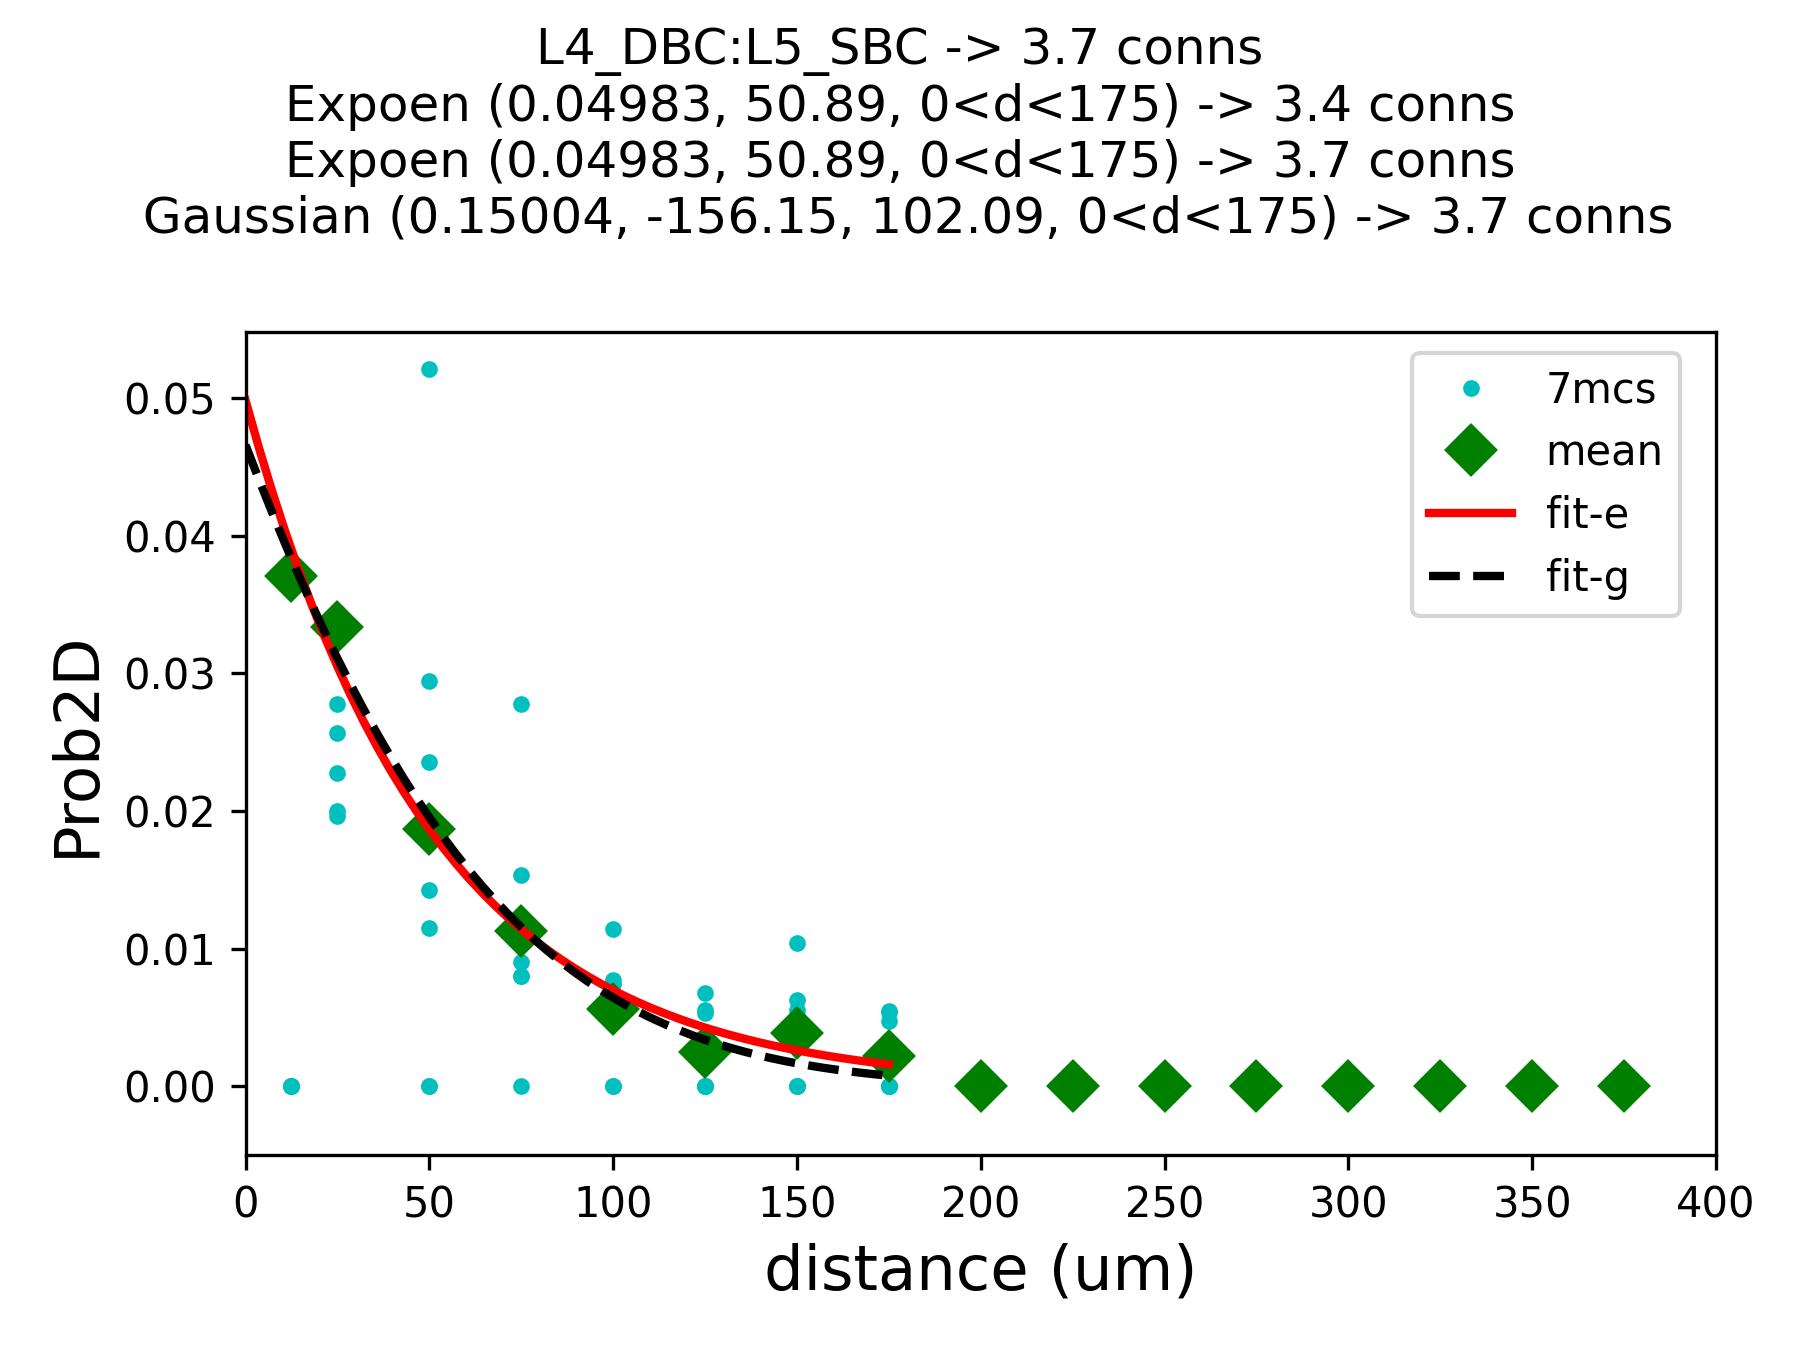 L4_DBC:L5_SBC -> 3.7 conns
Expoen (0.04983, 50.89, 0<d<175) -> 3.4 conns
Expoen (0.04983, 50.89, 0<d<175) -> 3.7 conns
Gaussian (0.15004, -156.15, 102.09, 0<d<175) -> 3.7 conns
7mcs
mean
fit-e
fit-g
0.05
0.04
0.03
0.02
0.01
0.00
Prob2D
0 50 100 150 200 250 300 350 400
distance (um)